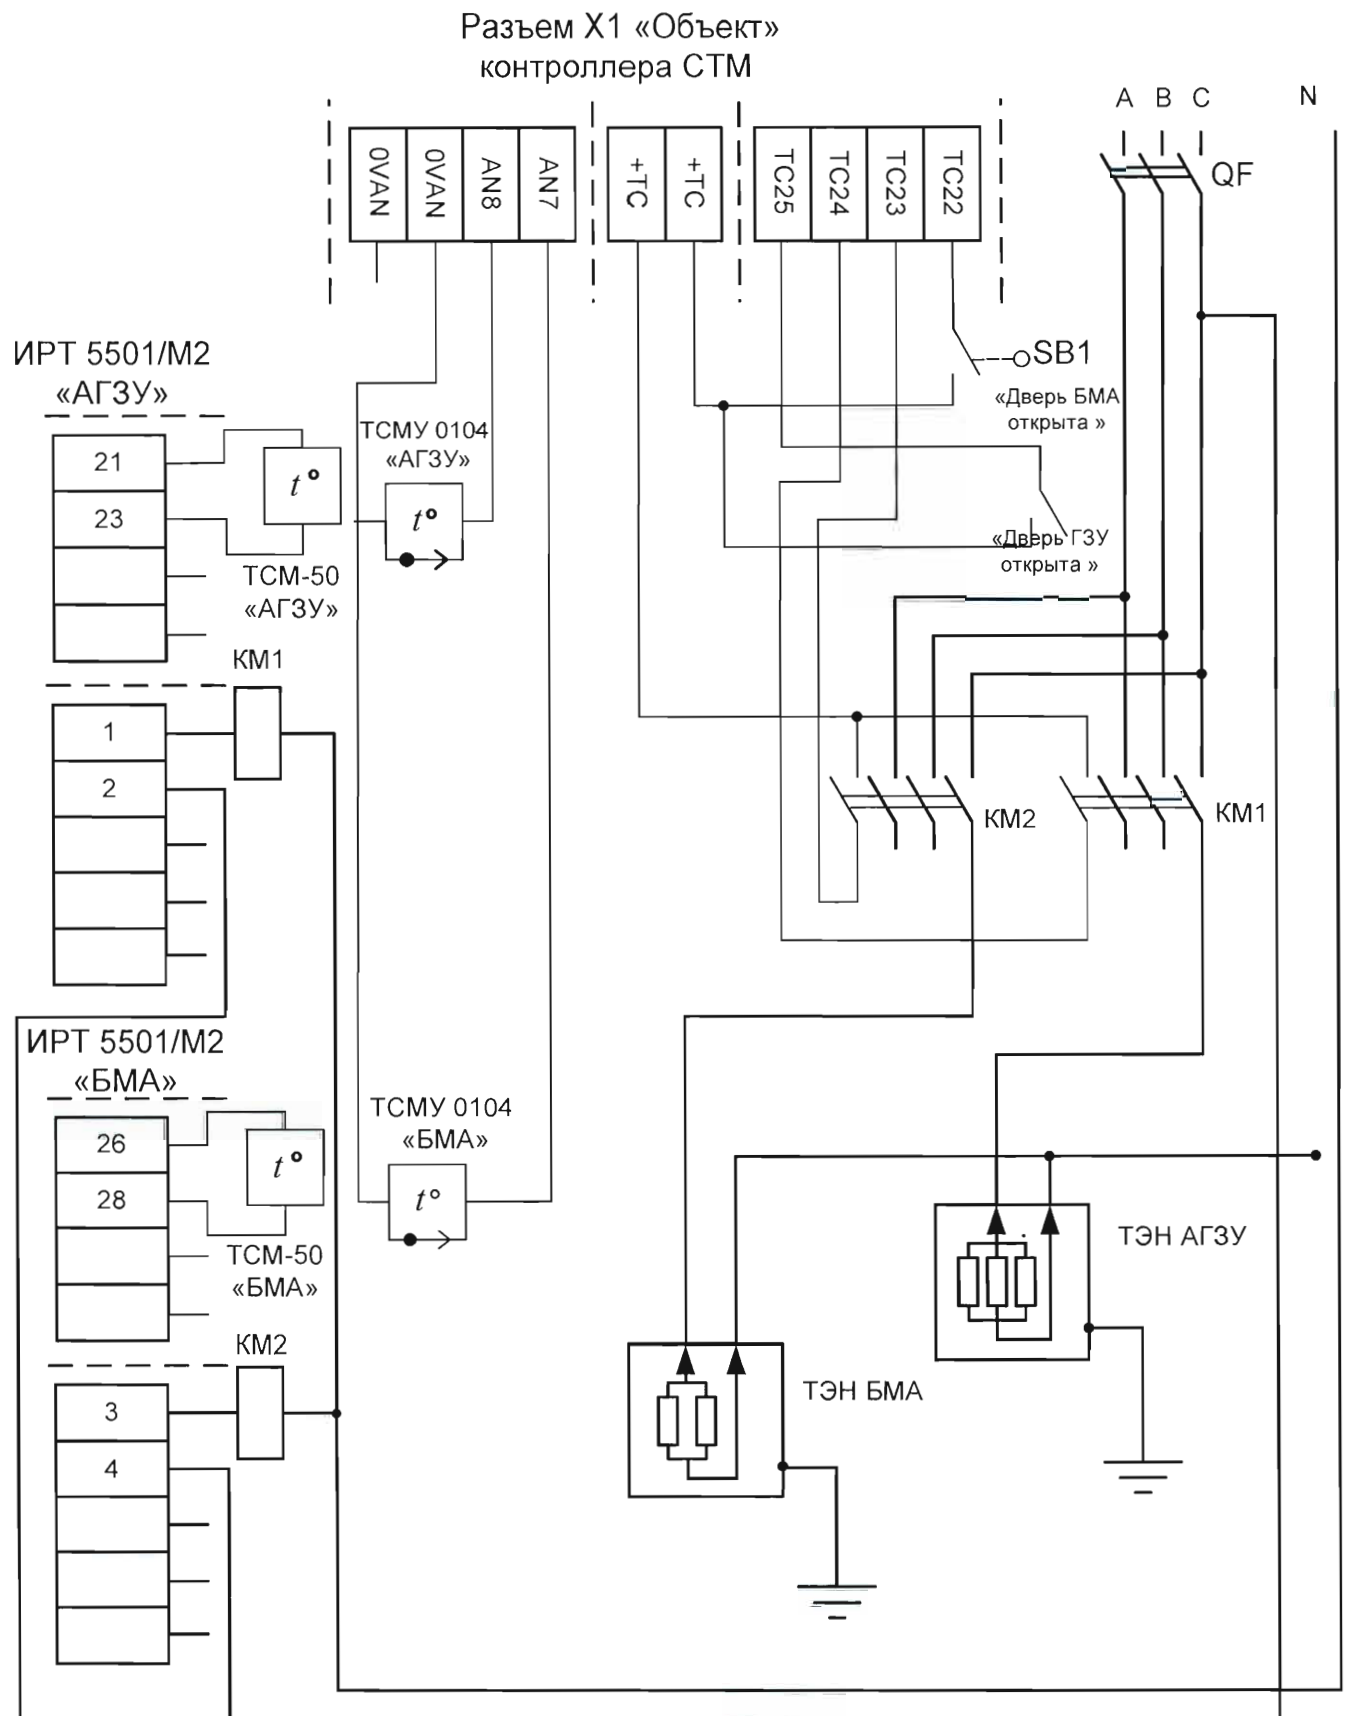 Разъем X1 «Объект»
контроллера СТМ
A B C N
0VAN
0VAN
AN8
AN7
+TC
+TC
TC25
TC24
TC23
TC22
QF
SB1
«Дверь БМА
открыта »
ИРТ 5501/М2
«АГЗУ»
21
23
t°
ТСМ-50
«АГЗУ»
ТСМУ 0104
«АГЗУ»
t°
«Дверь ГЗУ
открыта »
КМ1
1
2
КМ2
КМ1
ИРТ 5501/М2
«БМА»
26
28
t°
ТСМ-50
«БМА»
ТСМУ 0104
«БМА»
t°
ТЭН АГЗУ
КМ2
3
4
ТЭН БМА